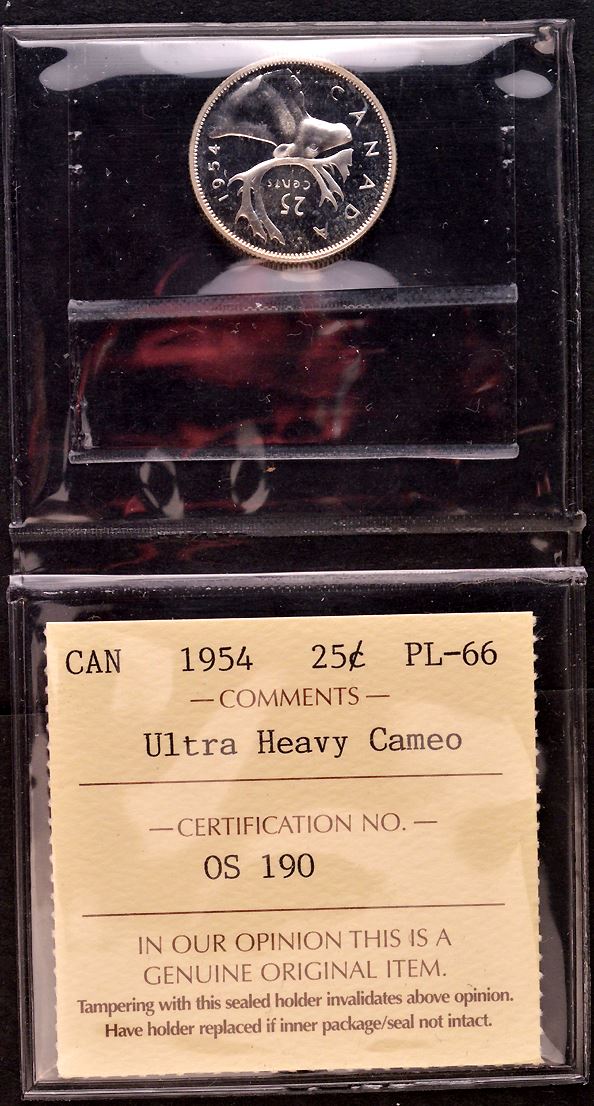 CANADA
1954
25
cents
CAN 1954 25¢ PL-66
— COMMENTS —
Ultra Heavy Cameo
— CERTIFICATION NO. —
OS 190
IN OUR OPINION THIS IS A
GENUINE ORIGINAL ITEM.
Tampering with this sealed holder invalidates above opinion.
Have holder replaced if inner package/seal not intact.